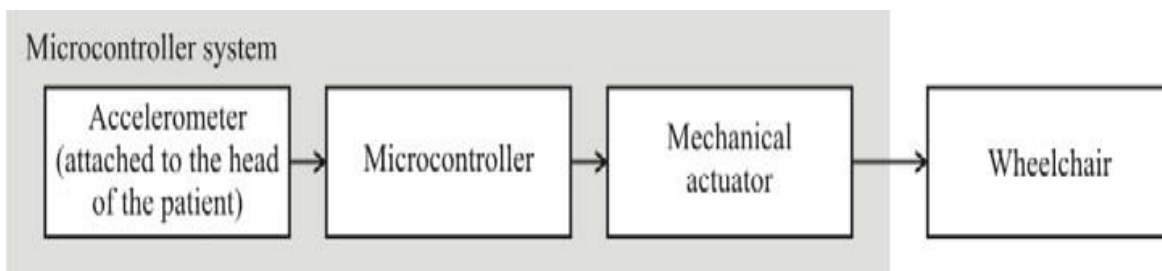 Microcontroller system
Accelerometer
(attached to the head
of the patient)
Microcontroller
Mechanical
actuator
Wheelchair